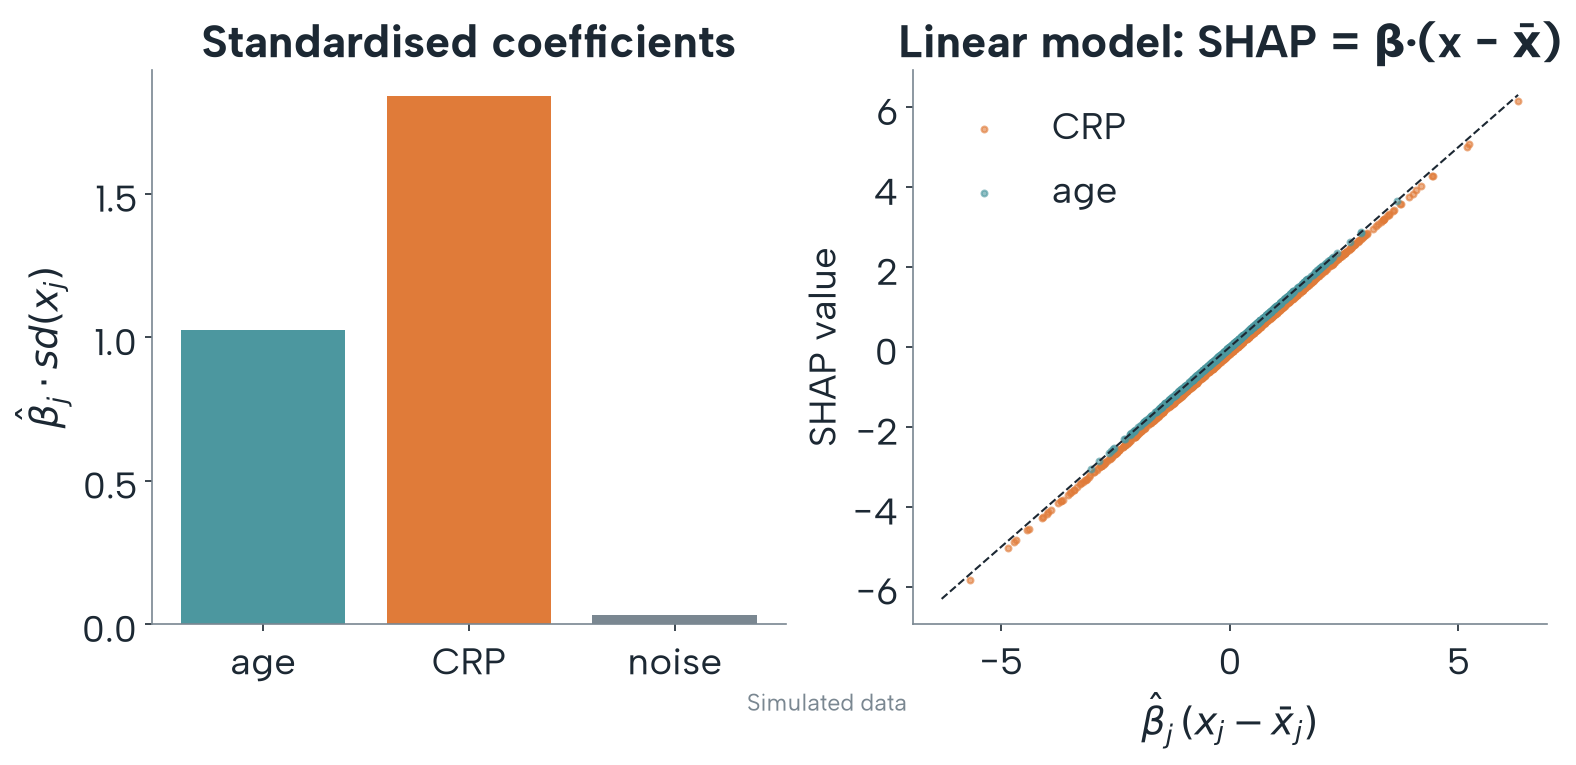 Standardised coefficients
β̂j · sd(xj)
1.5
1.0
0.5
0.0
age
CRP
noise
Linear model: SHAP = β·(x − x̄)
CRP
age
SHAP value
6
4
2
0
−2
−4
−6
−5
0
5
β̂j (xj − x̄j)
Simulated data